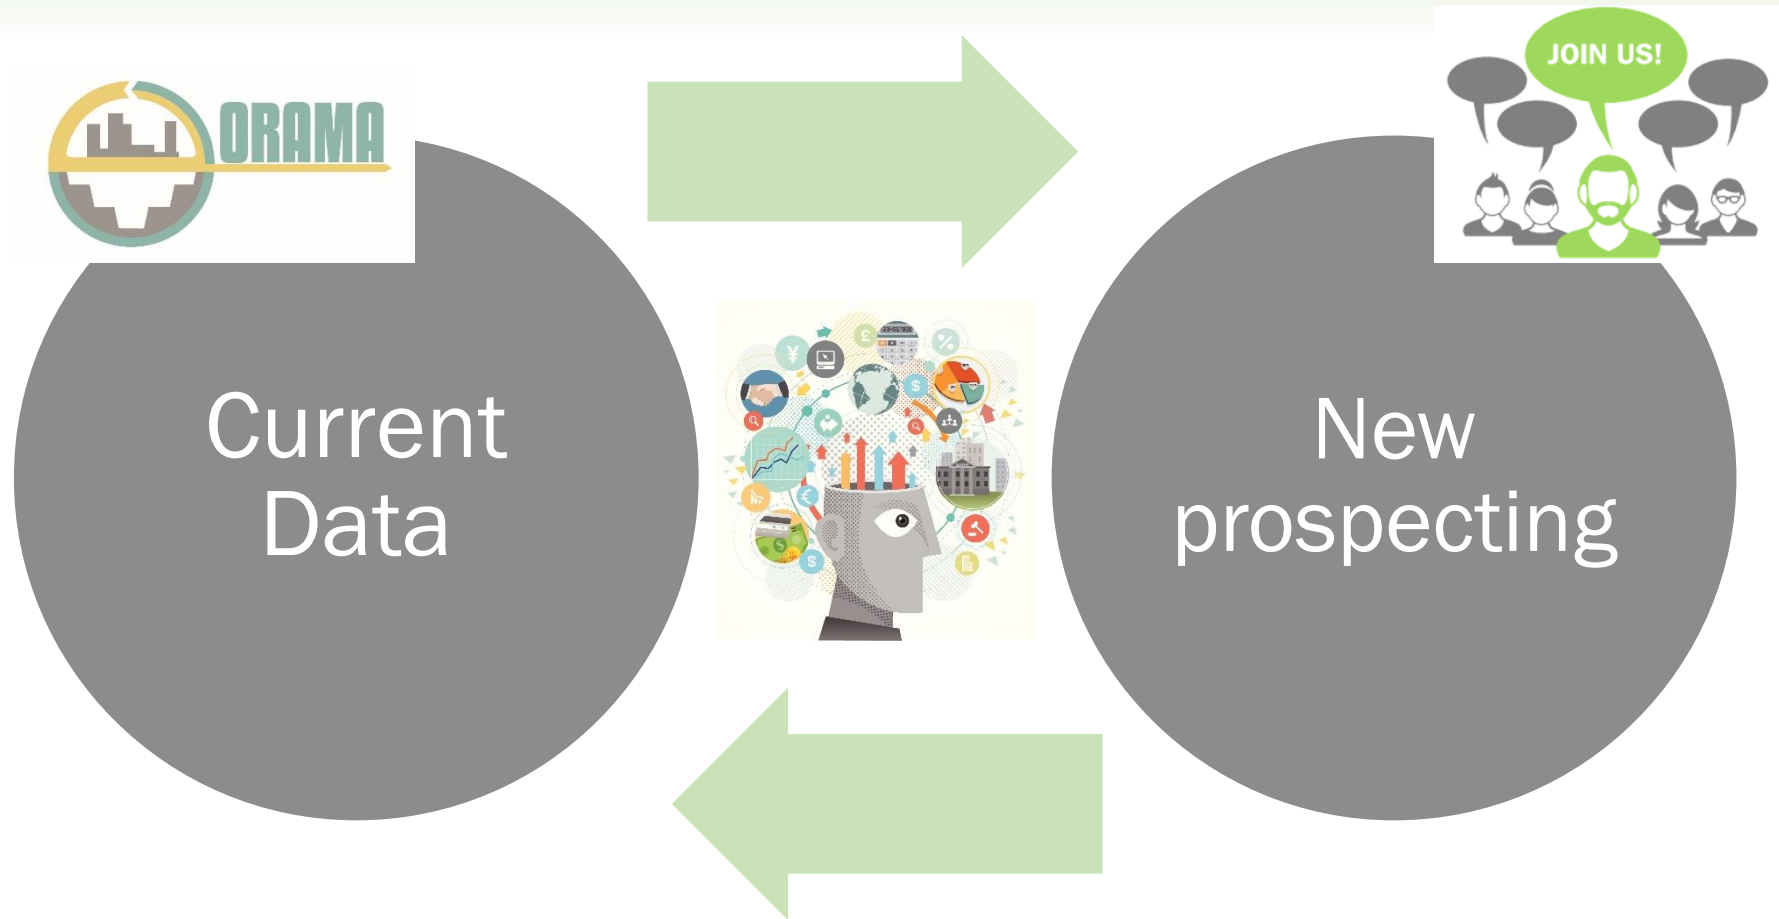 ORAMA
JOIN US!
Current
Data
New
prospecting